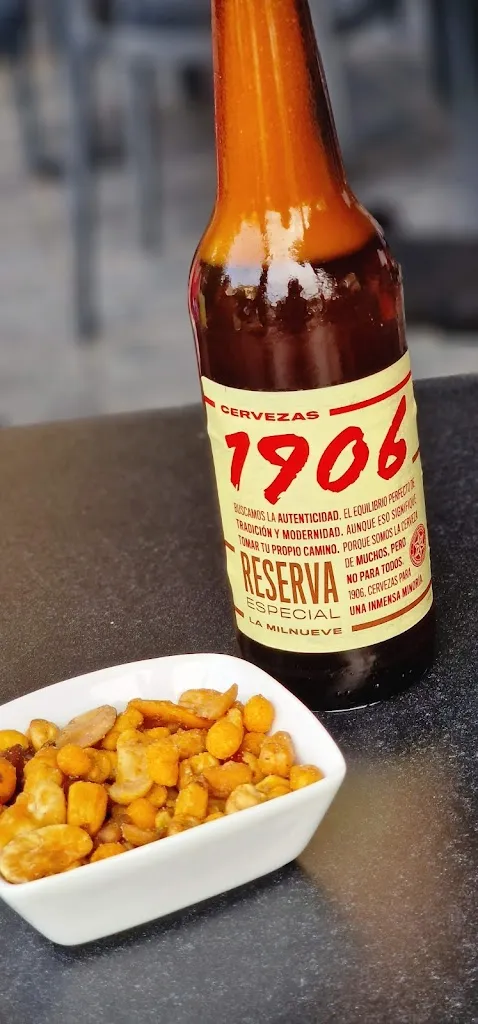 CERVEZAS
1906
BUSCAMOS LA AUTENTICIDAD. EL EQUILIBRIO PERFECTO DE
TRADICIÓN Y MODERNIDAD. AUNQUE ESO SIGNIFIQUE
TOMAR TU PROPIO CAMINO. PORQUE SOMOS LA CERVEZA
DE MUCHOS, PERO
NO PARA TODOS.
1906, CERVEZAS PARA
UNA INMENSA MINORÍA
RESERVA
ESPECIAL
LA MILNUEVE